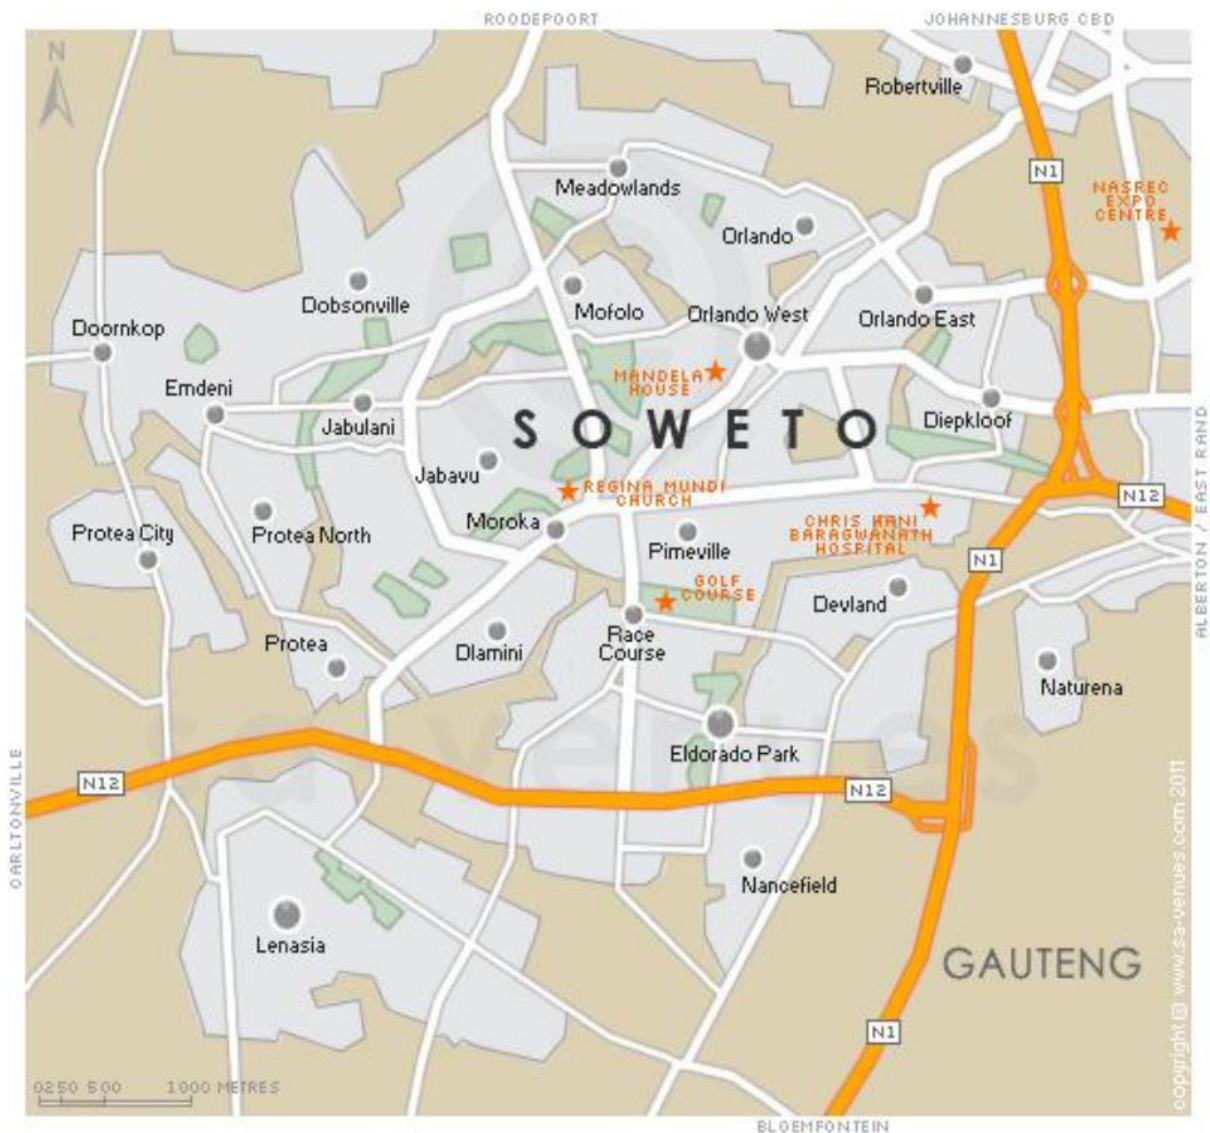 ROODEPOORT
JOHANNESBURG CBD
N
Robertville
N1
NASREC
EXPO
CENTRE
Meadowlands
Orlando
Dobsonville
Mofolo
Orlando West
Orlando East
Doornkop
MANDELA
HOUSE
Emdeni
Jabulani
SOWETO
Diepkloof
Jabavu
REGINA MUNDI
CHURCH
N12
Protea City
Protea North
Moroka
Pimeville
CHRIS HANI
BARAGWANATH
HOSPITAL
N1
ALBERTON / EAST RAND
GOLF
COURSE
Devland
Protea
Dlamini
Race
Course
Naturena
sa-venues
Eldorado Park
N12
N12
CARLTONVILLE
Nancefield
Lenasia
GAUTENG
N1
copyright @ www.sa-venues.com 2011
0 250 500 1000 METRES
BLOEMFONTEIN